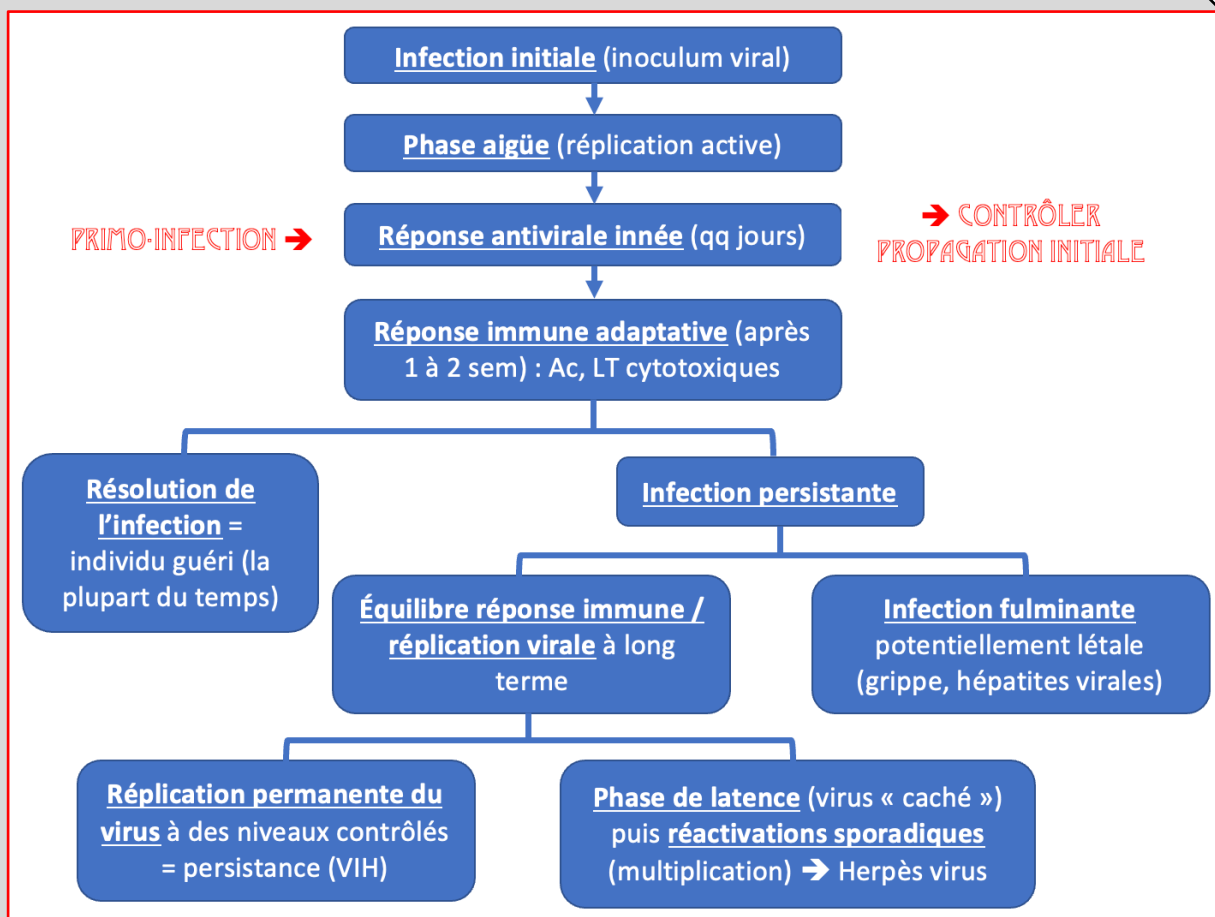 Infection initiale (inoculum viral)
Phase aigüe (réplication active)
PRIMO-INFECTION ➔
Réponse antivirale innée (qq jours)
➔ CONTRÔLER
PROPAGATION INITIALE
Réponse immune adaptative (après
1 à 2 sem) : Ac, LT cytotoxiques
Résolution de
l’infection =
individu guéri (la
plupart du temps)
Infection persistante
Équilibre réponse immune /
réplication virale à long
terme
Infection fulminante
potentiellement létale
(grippe, hépatites virales)
Réplication permanente du
virus à des niveaux contrôlés
= persistance (VIH)
Phase de latence (virus « caché »)
puis réactivations sporadiques
(multiplication) ➔ Herpès virus